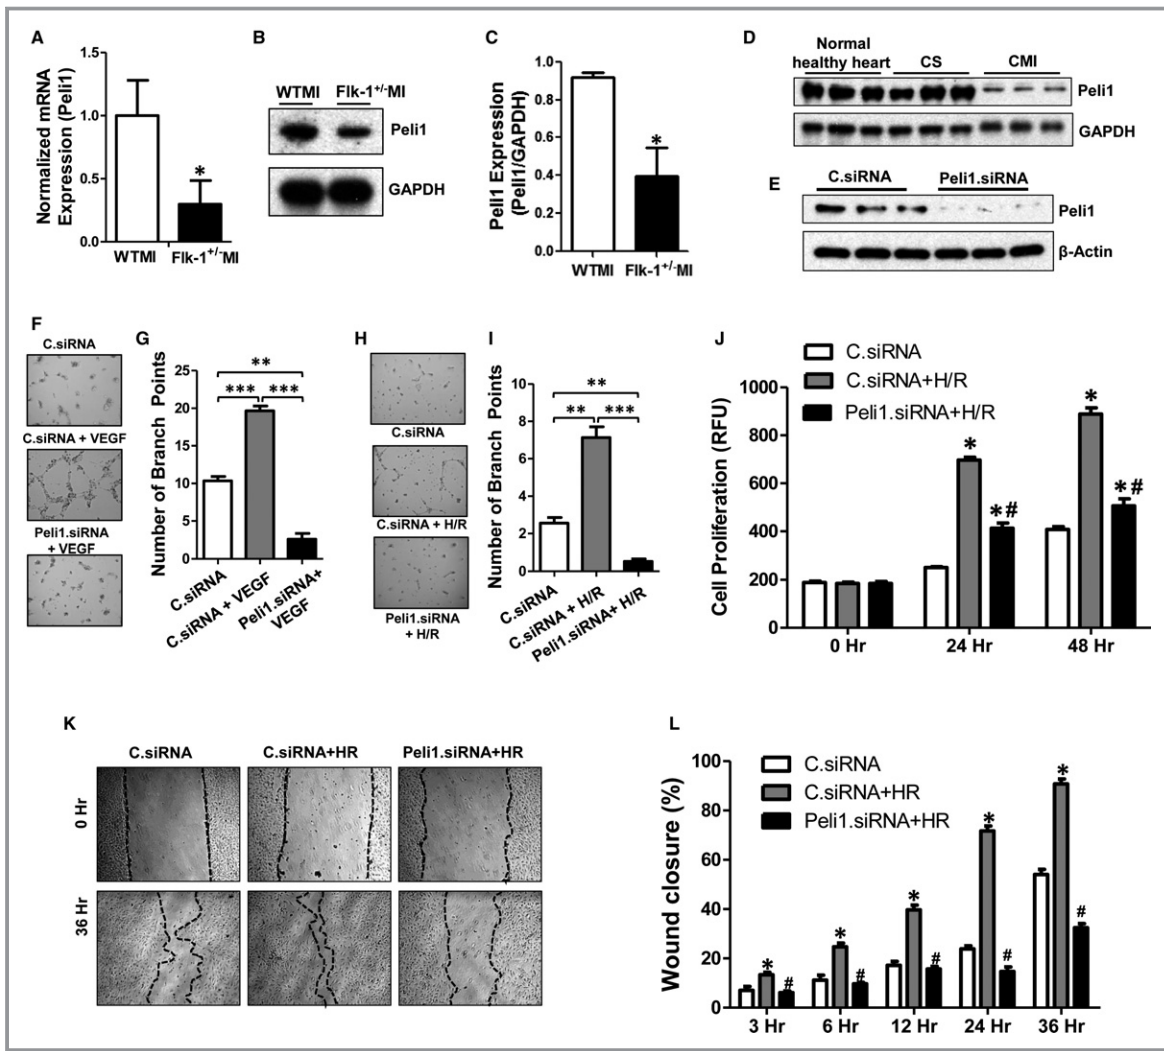 A
Normalized mRNA
Expression (Peli1)
1.5
1.0
0.5
0.0
WTMI
Flk-1+/-MI
*
B
WTMI
Flk-1+/-MI
Peli1
GAPDH
C
Peli1 Expression
(Peli1/GAPDH)
1.0
0.8
0.6
0.4
0.2
0.0
*
WTMI
Flk-1+/-MI
D
Normal
healthy heart
CS
CMI
Peli1
GAPDH
E
C.siRNA
Peli1.siRNA
Peli1
β-Actin
F
C.siRNA
C.siRNA + VEGF
Peli1.siRNA
+ VEGF
G
Number of Branch Points
25
20
15
10
5
0
**
*** ***
C.siRNA
C.siRNA + VEGF
Peli1.siRNA+
VEGF
H
C.siRNA
C.siRNA + H/R
Peli1.siRNA
+ H/R
I
Number of Branch Points
8
6
4
2
0
**
** ***
C.siRNA
C.siRNA + H/R
Peli1.siRNA+ H/R
J
C.siRNA
C.siRNA+H/R
Peli1.siRNA+H/R
Cell Proliferation (RFU)
1000
800
600
400
200
0
*
*#
*
*#
0 Hr
24 Hr
48 Hr
K
C.siRNA
C.siRNA+HR
Peli1.siRNA+HR
0 Hr
36 Hr
L
C.siRNA
C.siRNA+HR
Peli1.siRNA+HR
Wound closure (%)
100
80
60
40
20
0
*
#
*
#
*
#
*
#
*
#
3 Hr
6 Hr
12 Hr
24 Hr
36 Hr